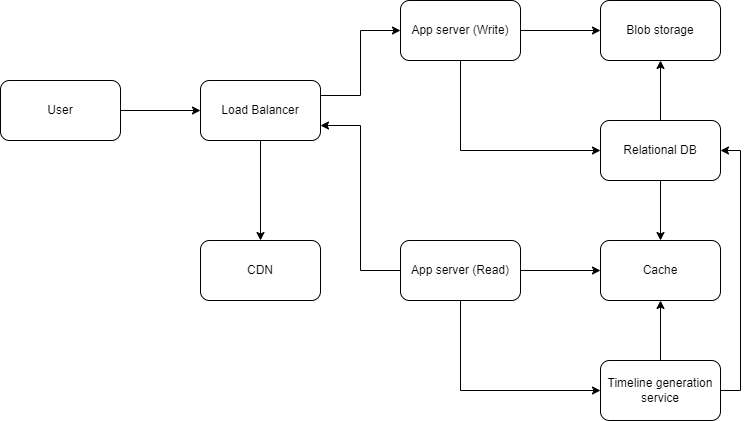 App server (Write)
Blob storage
User
Load Balancer
Relational DB
CDN
App server (Read)
Cache
Timeline generation
service